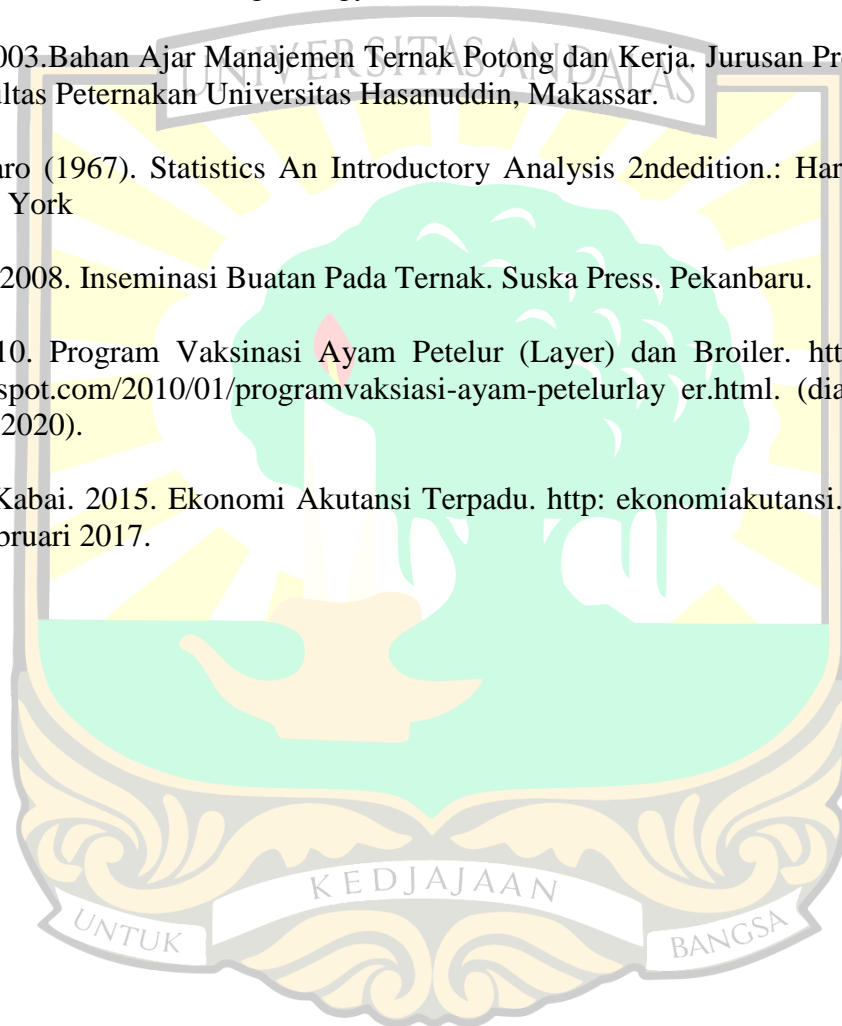 003.Bahan Ajar Manajemen Ternak Potong dan Kerja. Jurusan Pr
ultas Peternakan Universitas Hasanuddin, Makassar.
aro (1967). Statistics An Introductory Analysis 2ndedition.: Har
York
2008. Inseminasi Buatan Pada Ternak. Suska Press. Pekanbaru.
10. Program Vaksinasi Ayam Petelur (Layer) dan Broiler. htt
spot.com/2010/01/programvaksiasi-ayam-petelurlay er.html. (dia
2020).
Kabai. 2015. Ekonomi Akutansi Terpadu. http: ekonomiakutansi.
bruari 2017.
UNIVERSITAS ANDALAS
KEDJAJAAN
UNTUK
BANGSA